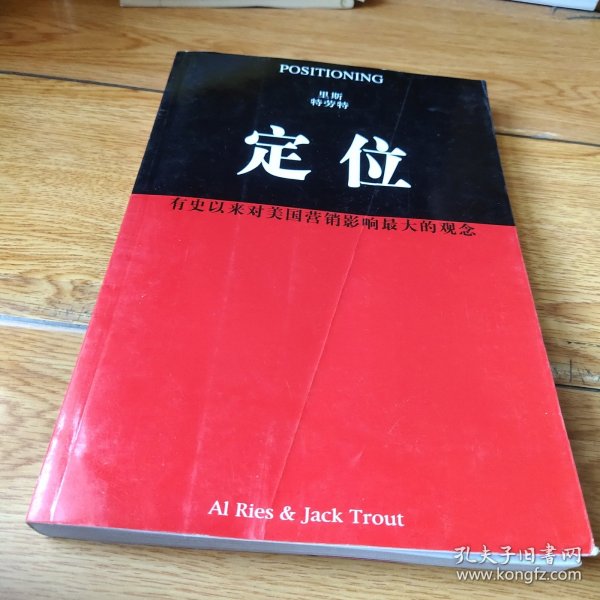 POSITIONING
里斯
特劳特
定位
有史以来对美国营销影响最大的观念
Al Ries & Jack Trout
孔夫子旧书网
www.kongfz.com